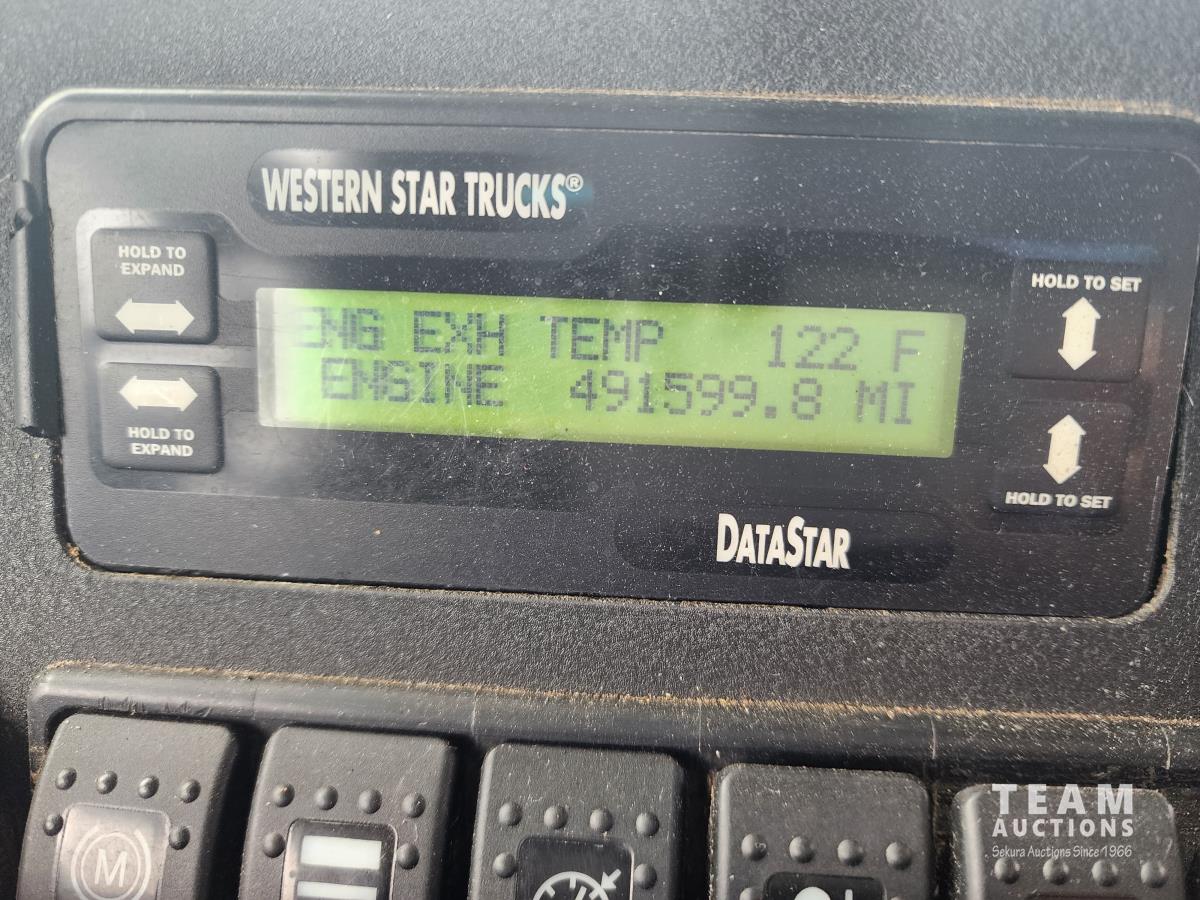 WESTERN STAR TRUCKS®
HOLD TO
EXPAND
HOLD TO SET
ENG EXH TEMP 122 F
ENGINE 491599.8 MI
HOLD TO
EXPAND
HOLD TO SET
DATASTAR
M
TEAM
AUCTIONS
Sekura Auctions Since 1966